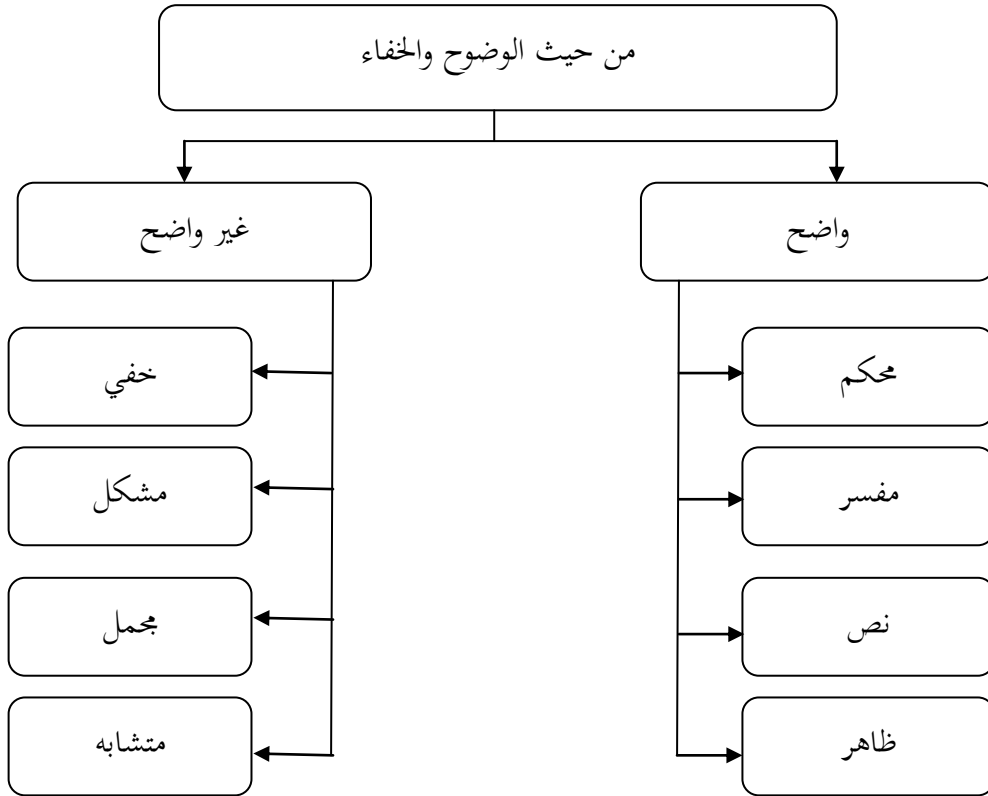 من حيث الوضوح والخفاء
واضح
غير واضح
محكم
خفي
مفسر
مشكل
نص
مجمل
ظاهر
متشابه